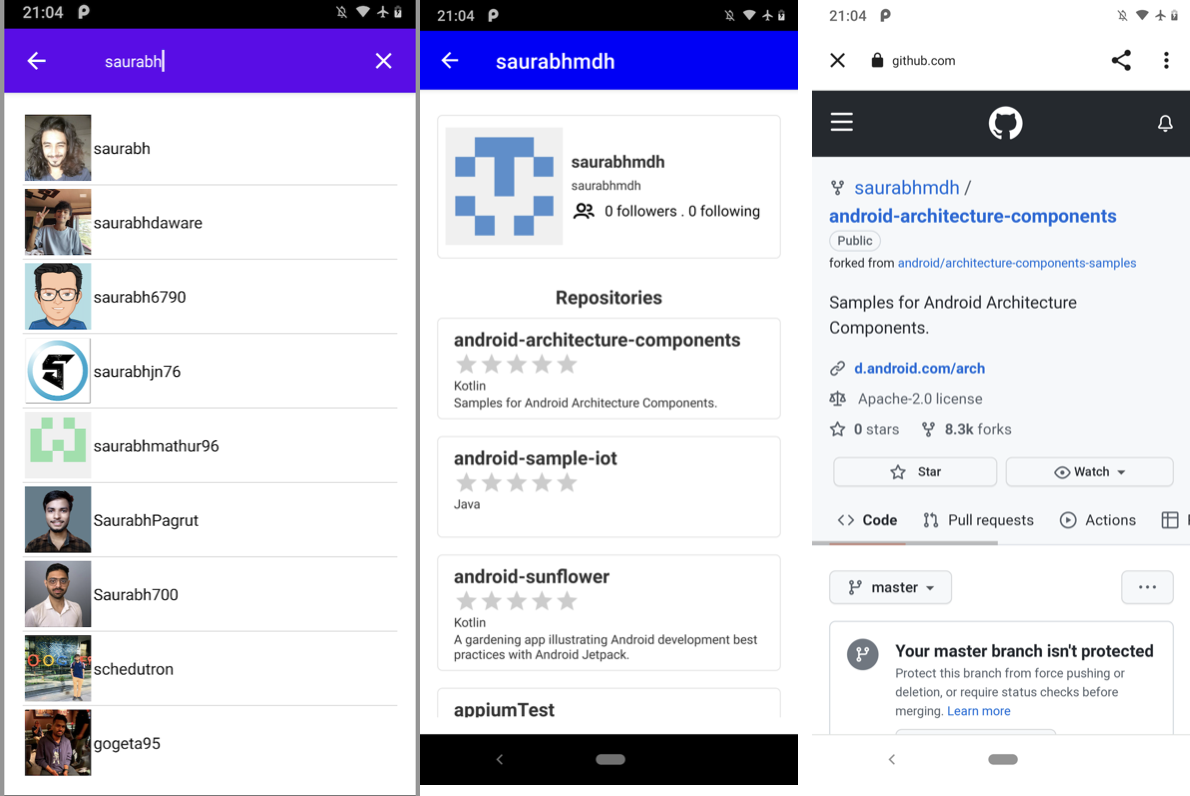 21:04
saurabh
saurabh
saurabhdaware
saurabh6790
saurabhjn76
saurabhmathur96
SaurabhPagrut
Saurabh700
schedutron
gogeta95
21:04
saurabhmdh
saurabhmdh
saurabhmdh
0 followers . 0 following
Repositories
android-architecture-components
Kotlin
Samples for Android Architecture Components.
android-sample-iot
Java
android-sunflower
Kotlin
A gardening app illustrating Android development best
practices with Android Jetpack.
appiumTest
21:04
github.com
saurabhmdh /
android-architecture-components
Public
forked from android/architecture-components-samples
Samples for Android Architecture
Components.
d.android.com/arch
Apache-2.0 license
0 stars 8.3k forks
Star Watch
Code Pull requests Actions
master
Your master branch isn't protected
Protect this branch from force pushing or
deletion, or require status checks before
merging. Learn more